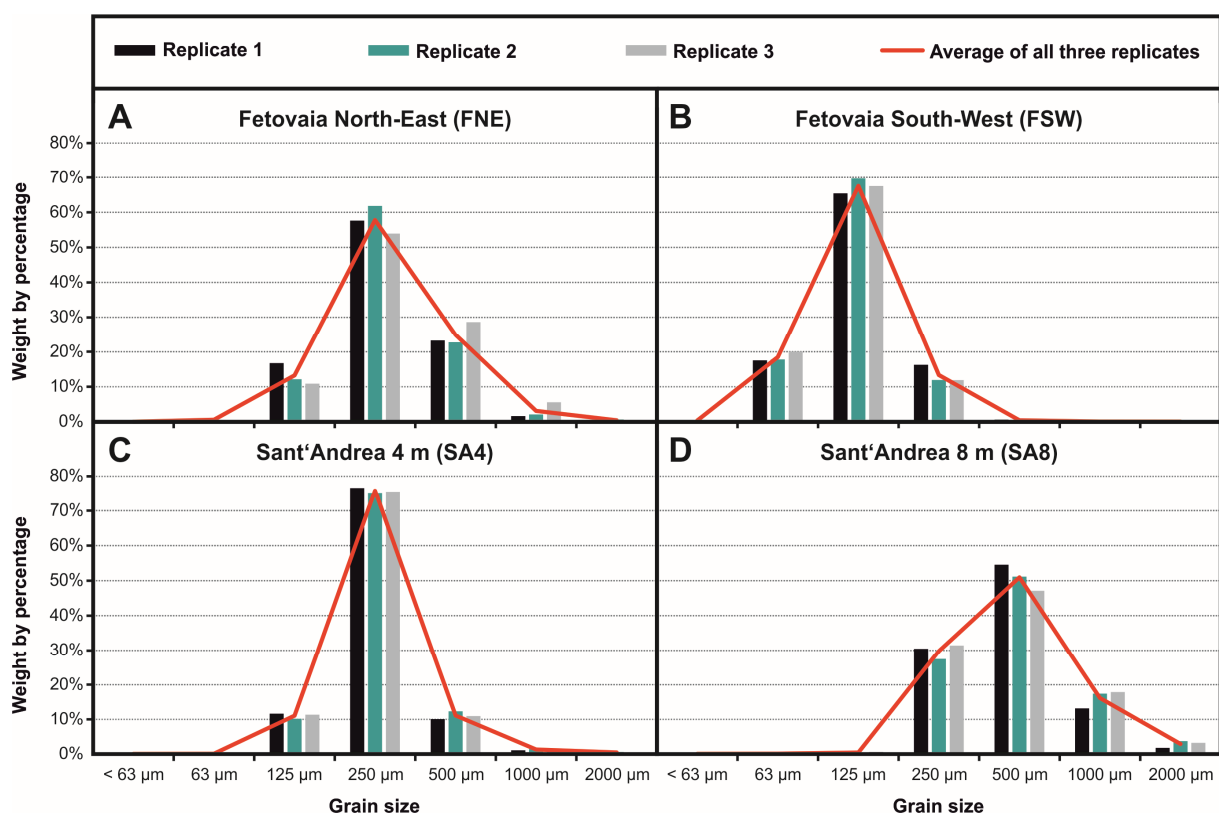 Replicate 1 Replicate 2 Replicate 3 Average of all three replicates
A Fetovaia North-East (FNE)
B Fetovaia South-West (FSW)
Weight by percentage
80%
70%
60%
50%
40%
30%
20%
10%
0%
C Sant‘Andrea 4 m (SA4)
D Sant‘Andrea 8 m (SA8)
Weight by percentage
80%
70%
60%
50%
40%
30%
20%
10%
0%
< 63 µm 63 µm 125 µm 250 µm 500 µm 1000 µm 2000 µm
< 63 µm 63 µm 125 µm 250 µm 500 µm 1000 µm 2000 µm
Grain size
Grain size